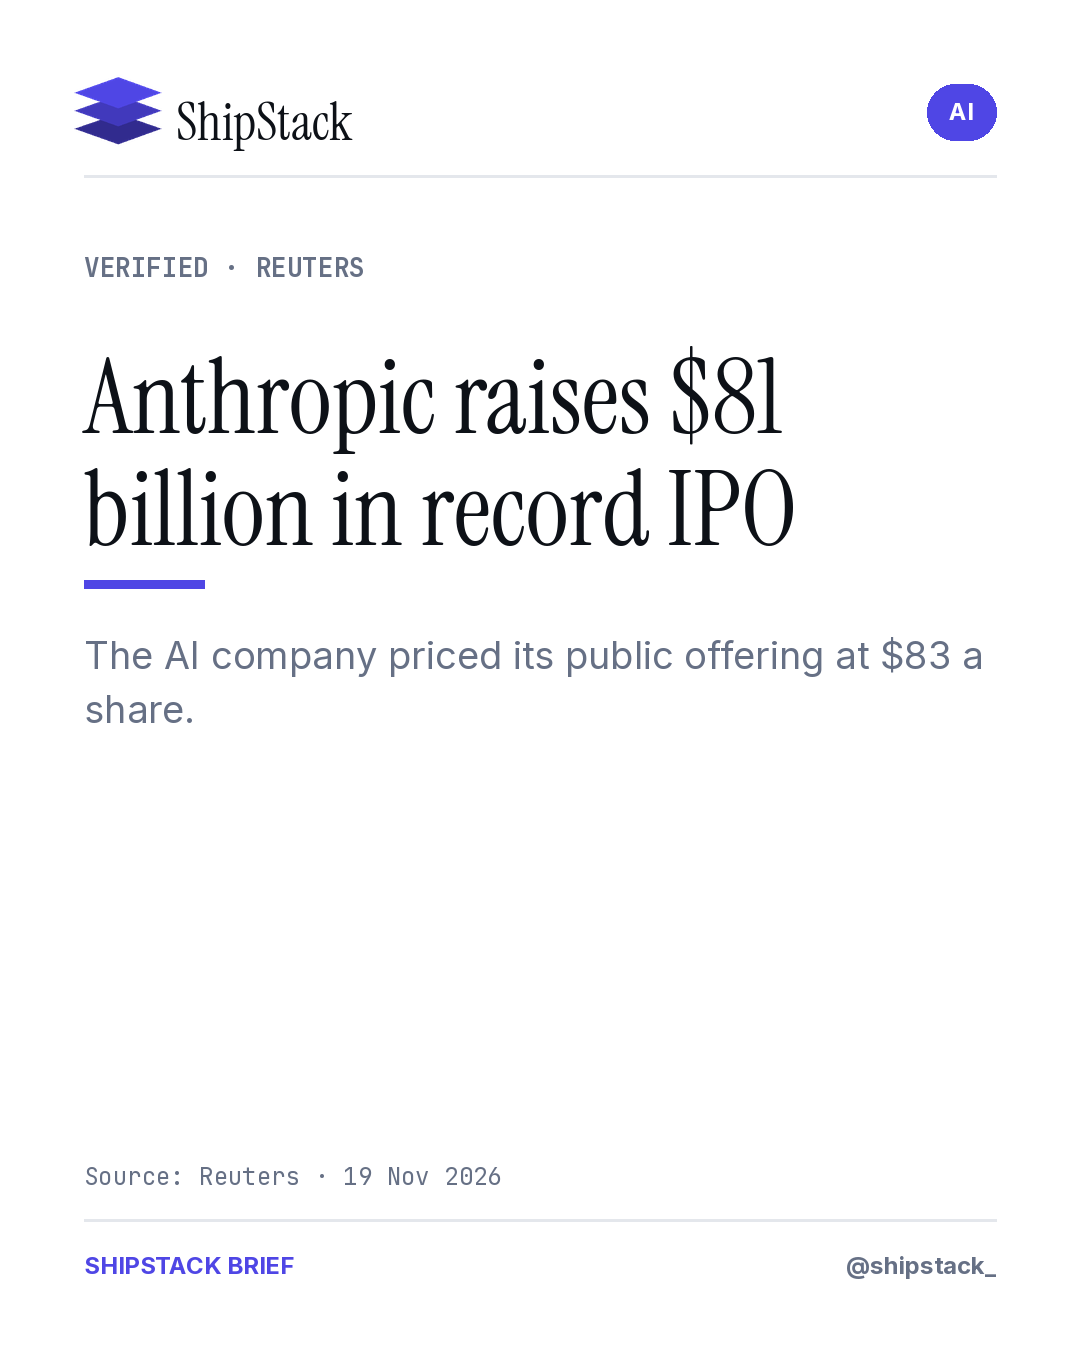 ShipStack
AI
VERIFIED · REUTERS
Anthropic raises $81
billion in record IPO
The AI company priced its public offering at $83 a
share.
Source: Reuters · 19 Nov 2026
SHIPSTACK BRIEF
@shipstack_